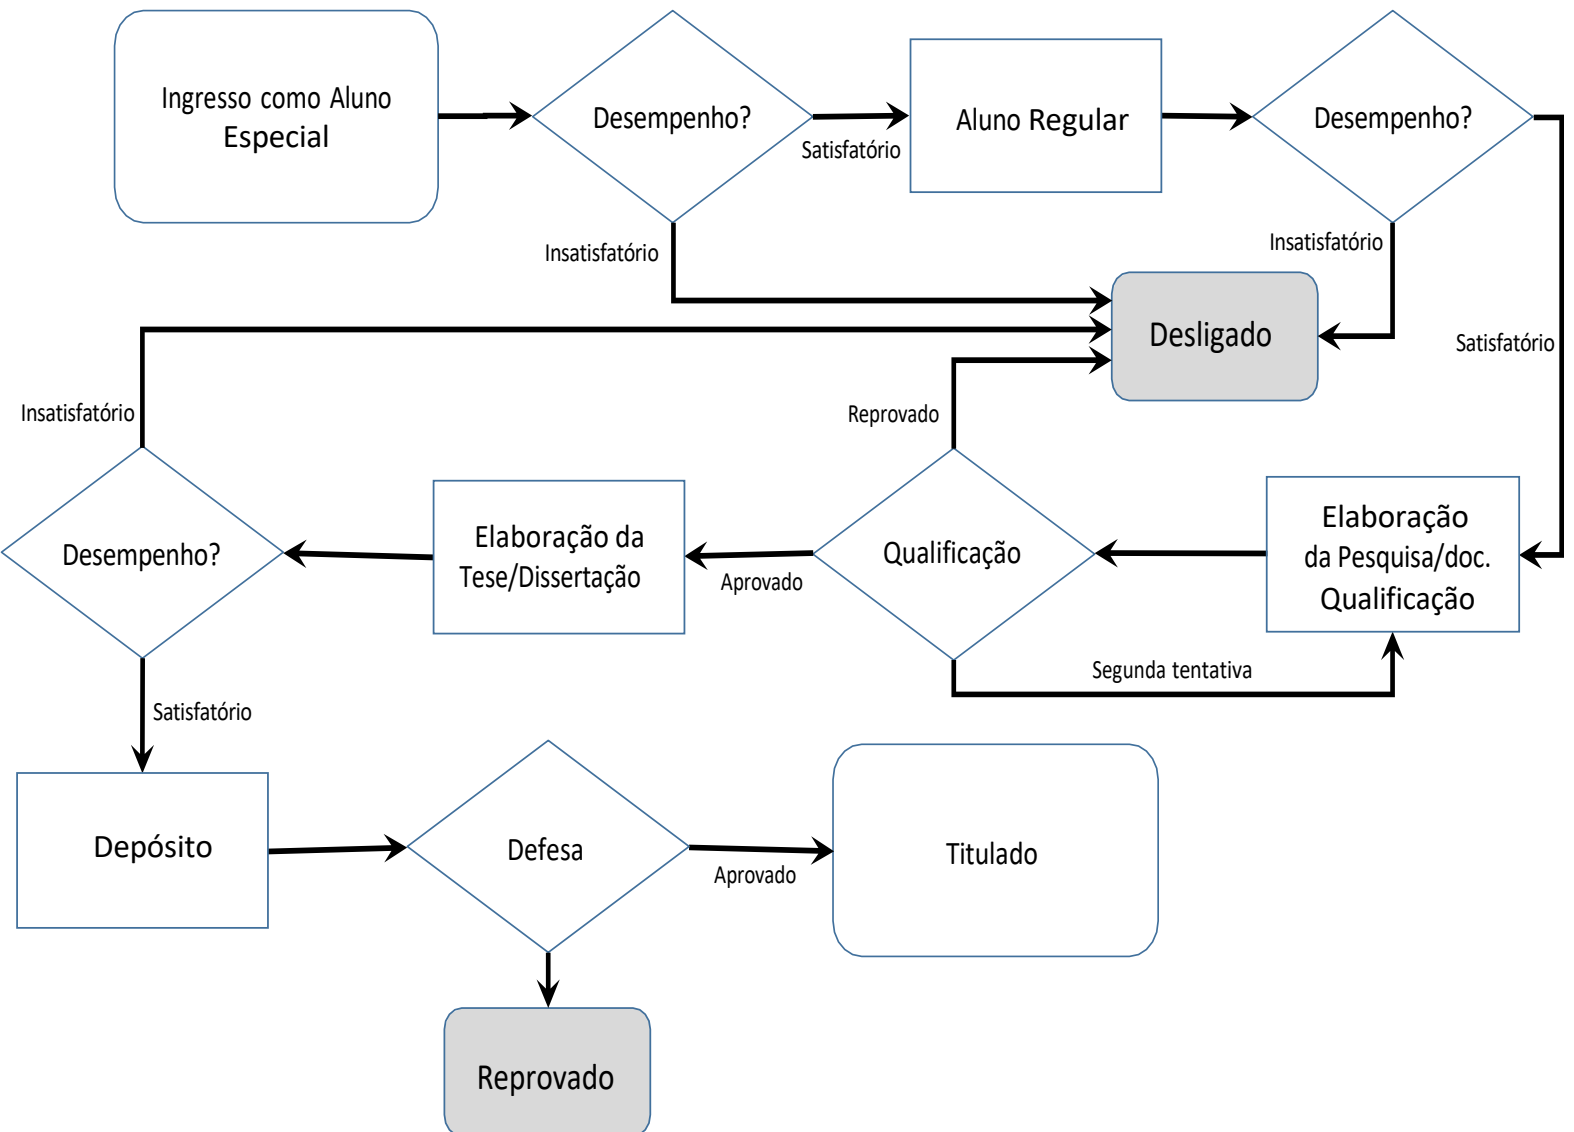 Ingresso como Aluno
Especial
Desempenho?
Satisfatório
Aluno Regular
Desempenho?
Insatisfatório
Insatisfatório
Desligado
Satisfatório
Insatisfatório
Reprovado
Desempenho?
Elaboração da
Tese/Dissertação
Aprovado
Qualificação
Elaboração
da Pesquisa/doc.
Qualificação
Segunda tentativa
Satisfatório
Depósito
Defesa
Aprovado
Titulado
Reprovado